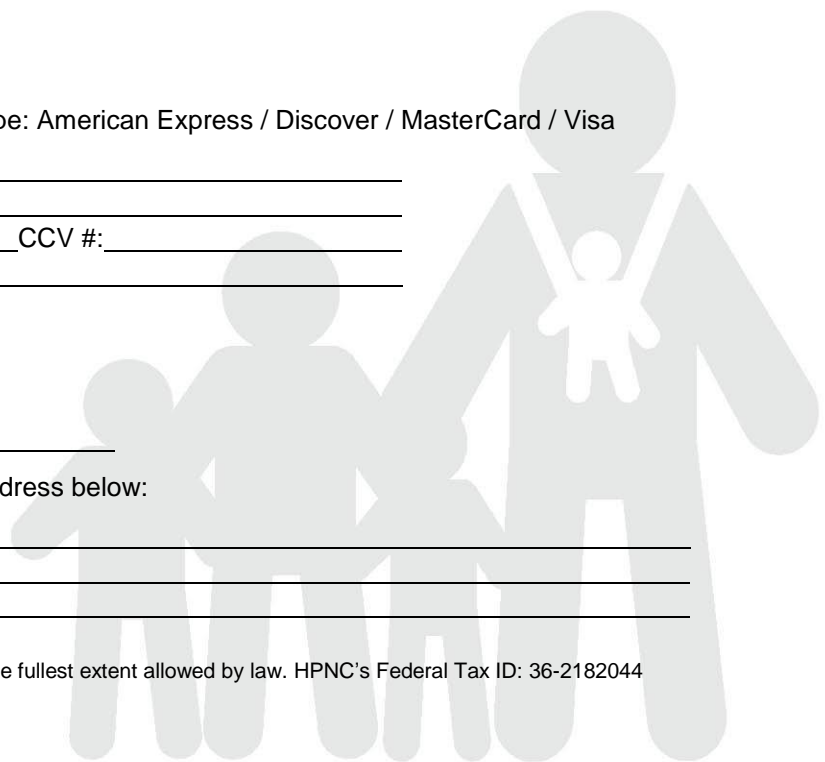 pe: American Express / Discover / MasterCard / Visa
CCV #:
dress below:
e fullest extent allowed by law. HPNC's Federal Tax ID: 36-2182044